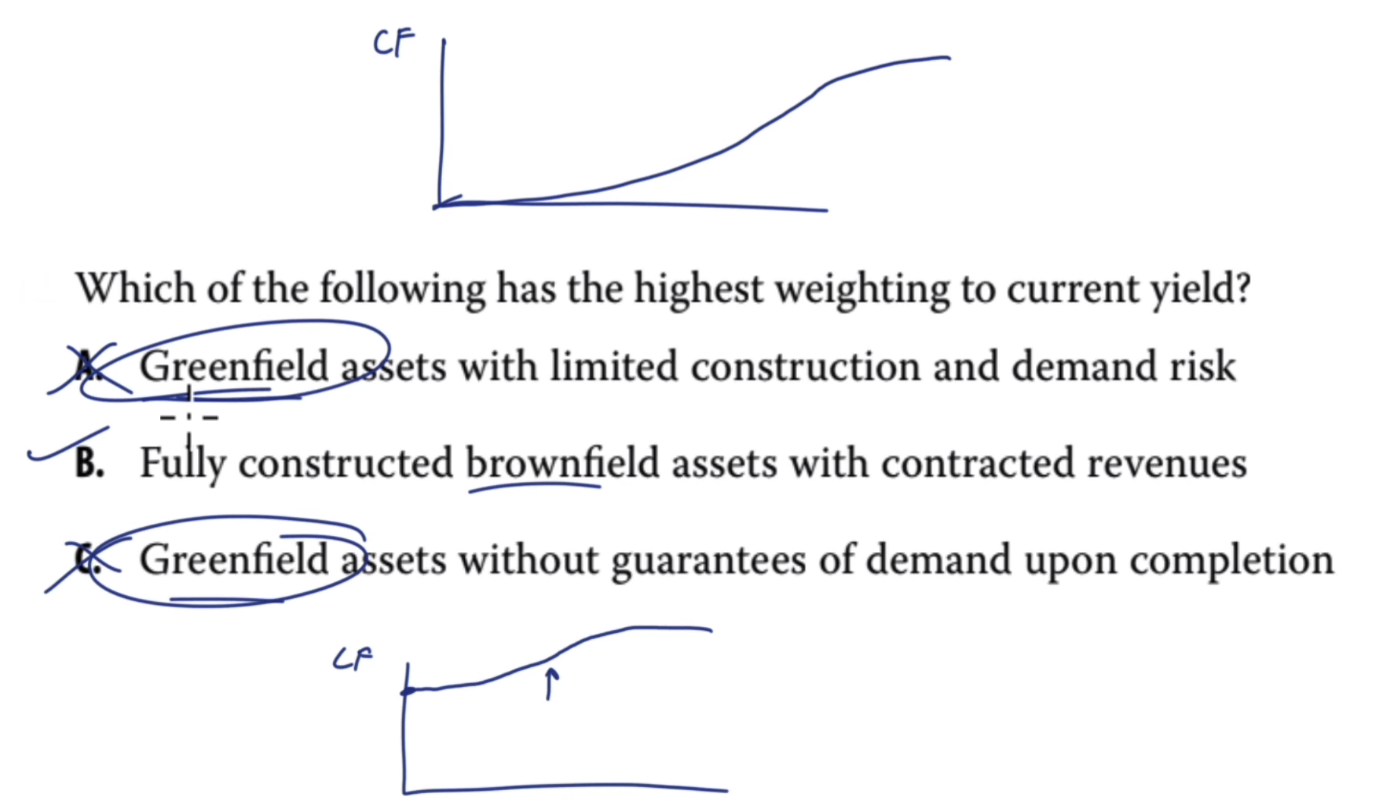 CF
Which of the following has the highest weighting to current yield?
A. Greenfield assets with limited construction and demand risk
B. Fully constructed brownfield assets with contracted revenues
C. Greenfield assets without guarantees of demand upon completion
CF